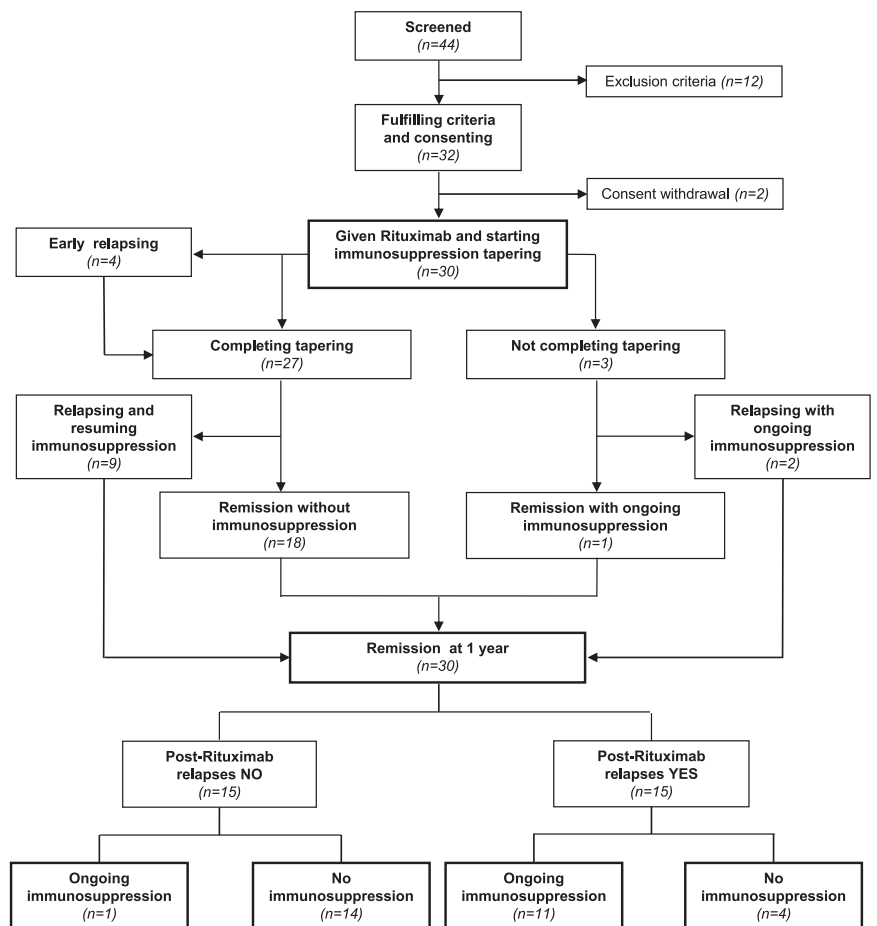 Screened
(n=44)
Exclusion criteria (n=12)
Fulfilling criteria
and consenting
(n=32)
Consent withdrawal (n=2)
Given Rituximab and starting
immunosuppression tapering
(n=30)
Early relapsing
(n=4)
Completing tapering
(n=27)
Not completing tapering
(n=3)
Relapsing and
resuming
immunosuppression
(n=9)
Relapsing with
ongoing
immunosuppression
(n=2)
Remission without
immunosuppression
(n=18)
Remission with ongoing
immunosuppression
(n=1)
Remission at 1 year
(n=30)
Post-Rituximab
relapses NO
(n=15)
Post-Rituximab
relapses YES
(n=15)
Ongoing
immunosuppression
(n=1)
No
immunosuppression
(n=14)
Ongoing
immunosuppression
(n=11)
No
immunosuppression
(n=4)